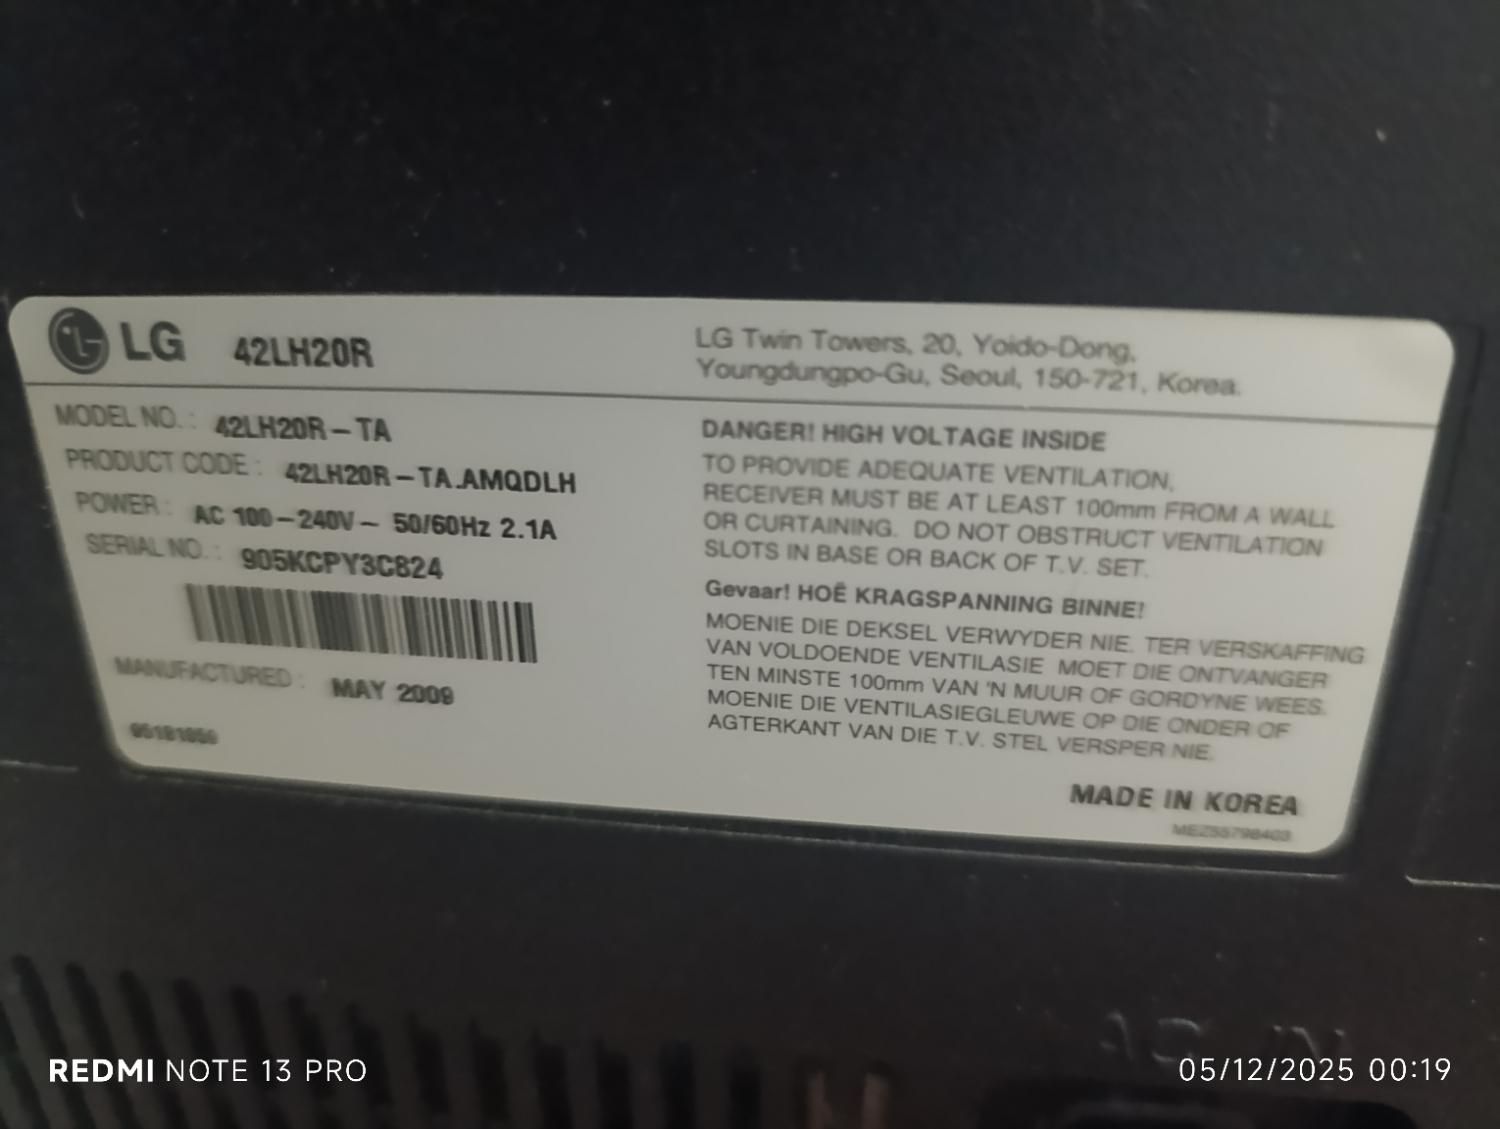 LG 42LH20R
LG Twin Towers, 20, Yoido-Dong,
Youngdungpo-Gu, Seoul, 150-721, Korea.
MODEL NO. : 42LH20R-TA
PRODUCT CODE : 42LH20R-TA.AMQDLH
POWER : AC 100-240V~ 50/60Hz 2.1A
SERIAL NO. : 905KCPY3C824
MANUFACTURED : MAY 2009
DANGER! HIGH VOLTAGE INSIDE
TO PROVIDE ADEQUATE VENTILATION,
RECEIVER MUST BE AT LEAST 100mm FROM A WALL
OR CURTAINING. DO NOT OBSTRUCT VENTILATION
SLOTS IN BASE OR BACK OF T.V. SET.
Gevaar! HOË KRAGSPANNING BINNE!
MOENIE DIE DEKSEL VERWYDER NIE. TER VERSKAFFING
VAN VOLDOENDE VENTILASIE MOET DIE ONTVANGER
TEN MINSTE 100mm VAN 'N MUUR OF GORDYNE WEES.
MOENIE DIE VENTILASIEGLEUWE OP DIE ONDER OF
AGTERKANT VAN DIE T.V. STEL VERSPER NIE.
MADE IN KOREA
AC IN
REDMI NOTE 13 PRO
05/12/2025 00:19